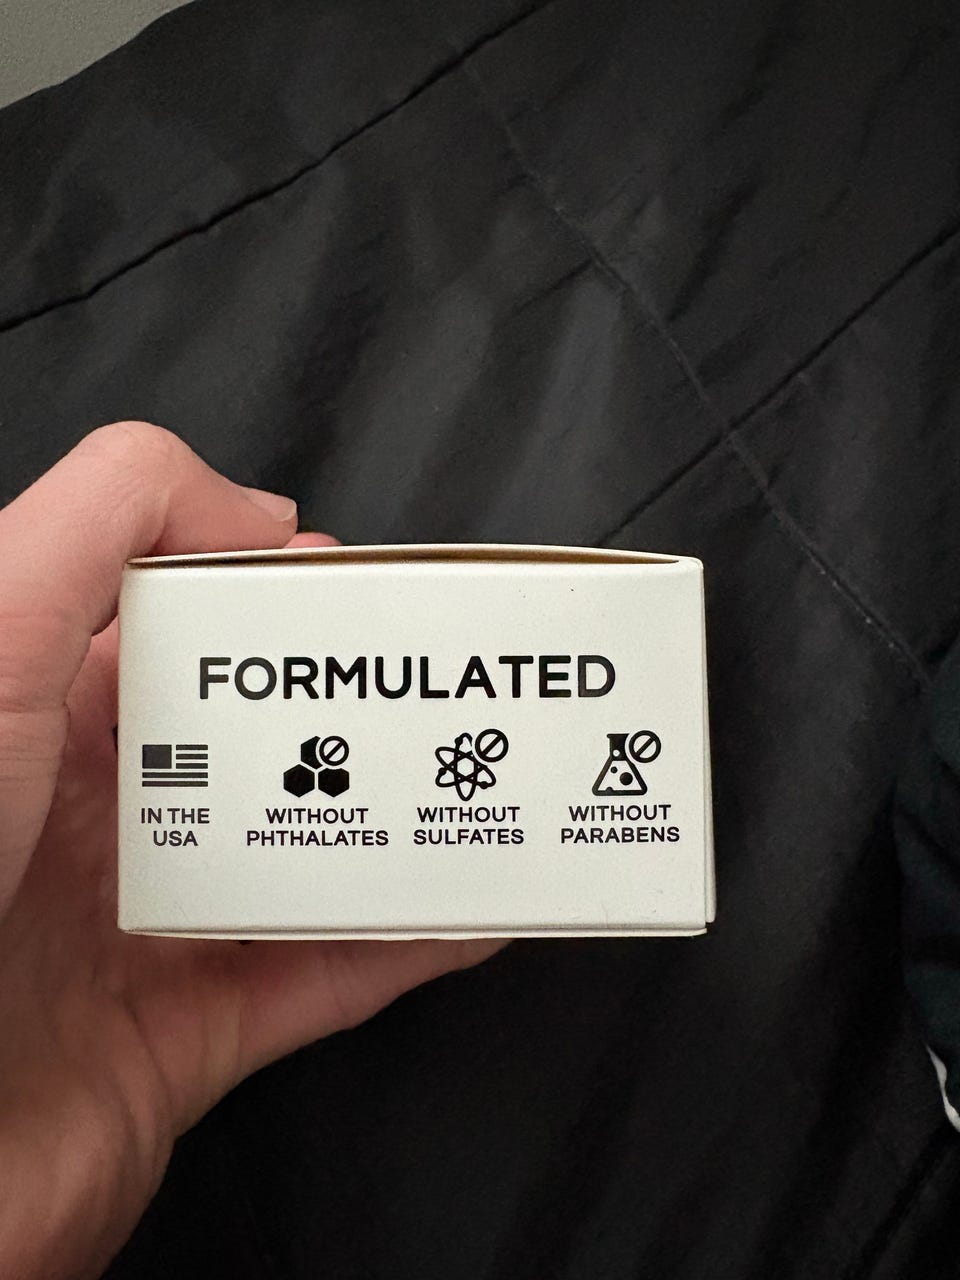 FORMULATED
IN THE
USA
WITHOUT
PHTHALATES
WITHOUT
SULFATES
WITHOUT
PARABENS